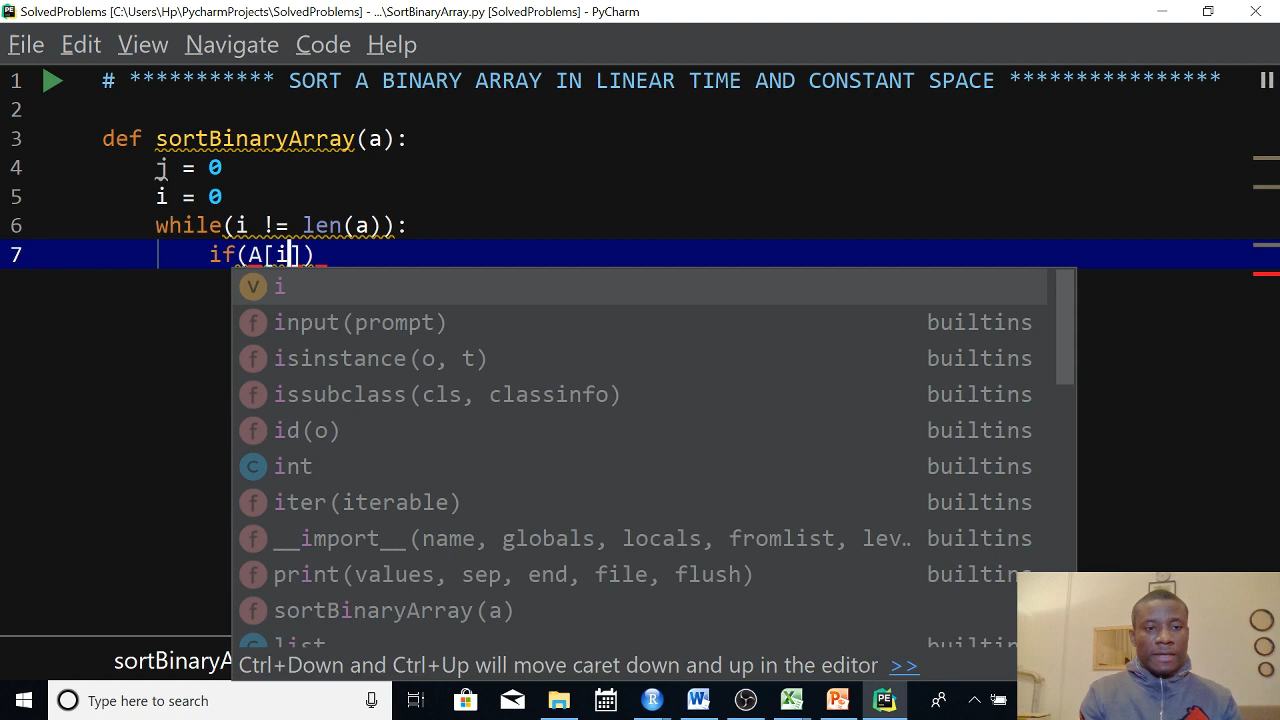 SolvedProblems [C:\Users\Hp\PycharmProjects\SolvedProblems] - ...\SortBinaryArray.py [SolvedProblems] - PyCharm
File Edit View Navigate Code Help
1 # *********** SORT A BINARY ARRAY IN LINEAR TIME AND CONSTANT SPACE ****************
2
3 def sortBinaryArray(a):
4 j = 0
5 i = 0
6 while(i != len(a)):
7 if(A[i])
V i
f input(prompt) builtins
f isinstance(o, t) builtins
f issubclass(cls, classinfo) builtins
f id(o) builtins
C int builtins
f iter(iterable) builtins
f __import__(name, globals, locals, fromlist, lev.. builtins
f print(values, sep, end, file, flush) builtins
f sortBinaryArray(a)
C list builtins
sortBinaryA
Ctrl+Down and Ctrl+Up will move caret down and up in the editor >>
Type here to search